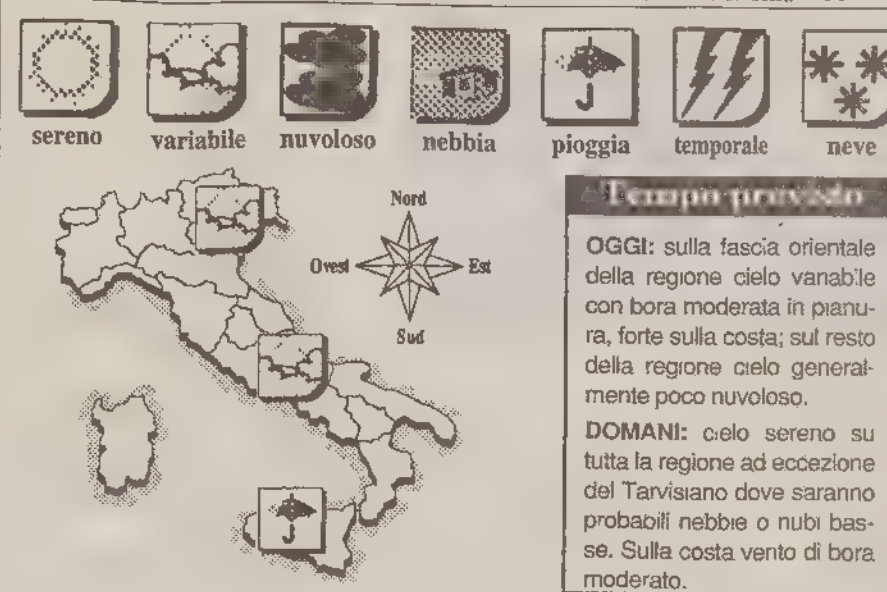 sereno
variabile
nuvoloso
nebbia
pioggia
temporale
neve
Nord
Ovest
Est
Sud
Tempo previsto
OGGI: sulla fascia orientale
della regione cielo variabile
con bora moderata in pianu-
ra, forte sulla costa; sul resto
della regione cielo general-
mente poco nuvoloso.
DOMANI: cielo sereno su
tutta la regione ad eccezione
del Tarvisiano dove saranno
probabili nebbie o nubi bas-
se. Sulla costa vento di bora
moderato.